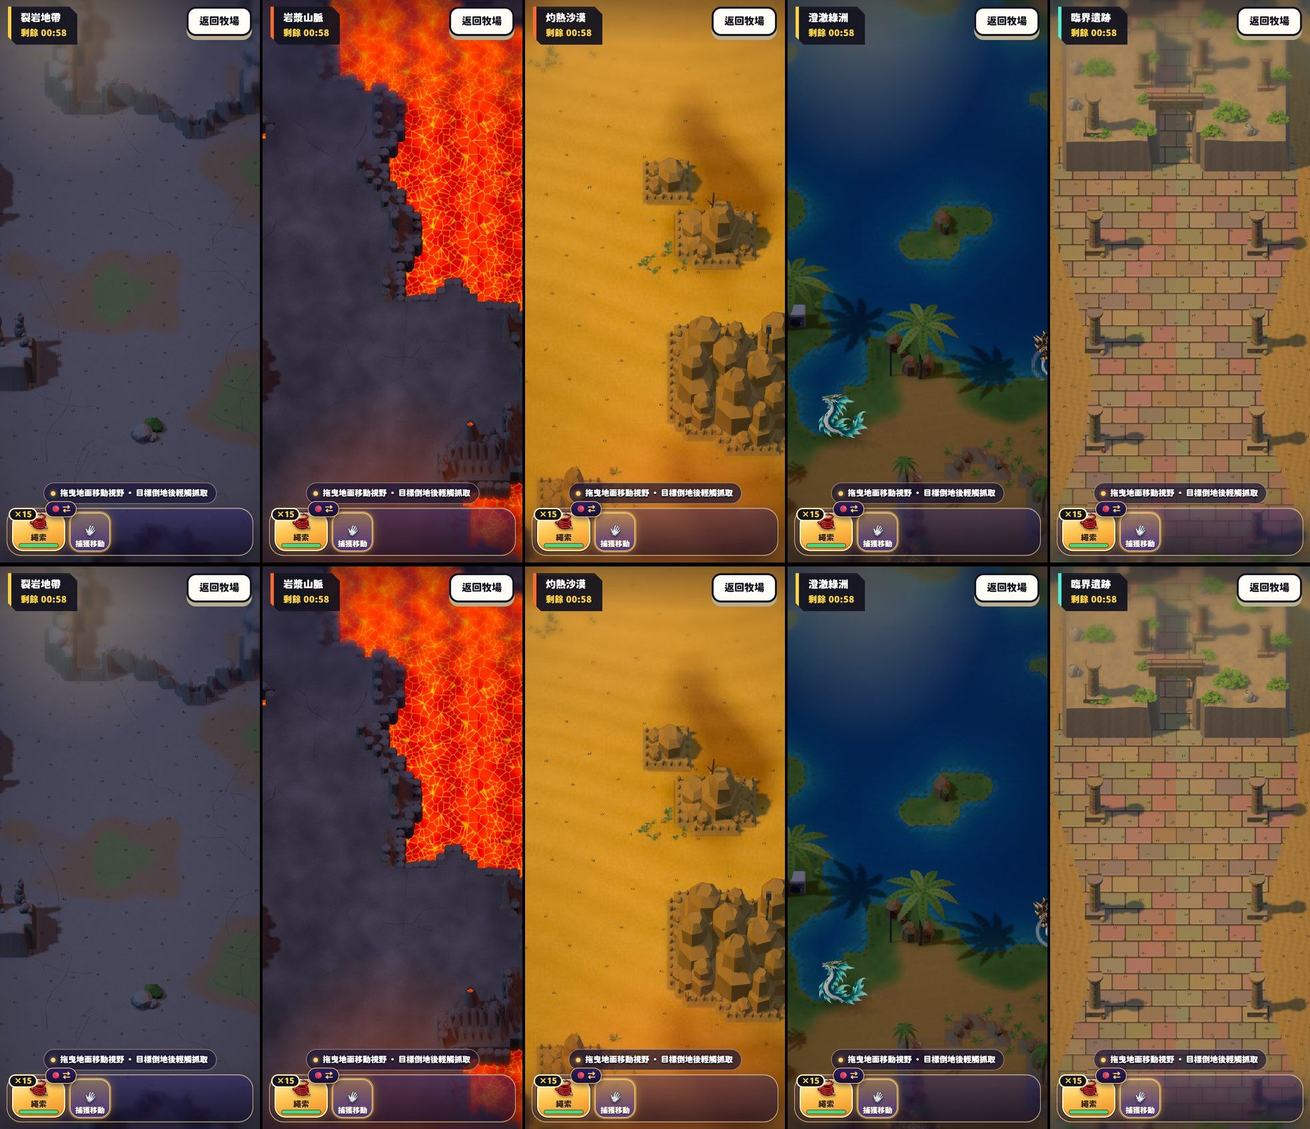 裂岩地帶
剩餘 00:58
返回牧場
岩漿山脈
剩餘 00:58
返回牧場
灼熱沙漠
剩餘 00:58
返回牧場
澄澈綠洲
剩餘 00:58
返回牧場
臨界遺跡
剩餘 00:58
返回牧場
拖曳地面移動視野・目標倒地後輕觸抓取
拖曳地面移動視野・目標倒地後輕觸抓取
拖曳地面移動視野・目標倒地後輕觸抓取
拖曳地面移動視野・目標倒地後輕觸抓取
拖曳地面移動視野・目標倒地後輕觸抓取
×15
繩索
捕獲移動
×15
繩索
捕獲移動
×15
繩索
捕獲移動
×15
繩索
捕獲移動
×15
繩索
捕獲移動
裂岩地帶
剩餘 00:58
返回牧場
岩漿山脈
剩餘 00:58
返回牧場
灼熱沙漠
剩餘 00:58
返回牧場
澄澈綠洲
剩餘 00:58
返回牧場
臨界遺跡
剩餘 00:58
返回牧場
拖曳地面移動視野・目標倒地後輕觸抓取
拖曳地面移動視野・目標倒地後輕觸抓取
拖曳地面移動視野・目標倒地後輕觸抓取
拖曳地面移動視野・目標倒地後輕觸抓取
拖曳地面移動視野・目標倒地後輕觸抓取
×15
繩索
捕獲移動
×15
繩索
捕獲移動
×15
繩索
捕獲移動
×15
繩索
捕獲移動
×15
繩索
捕獲移動